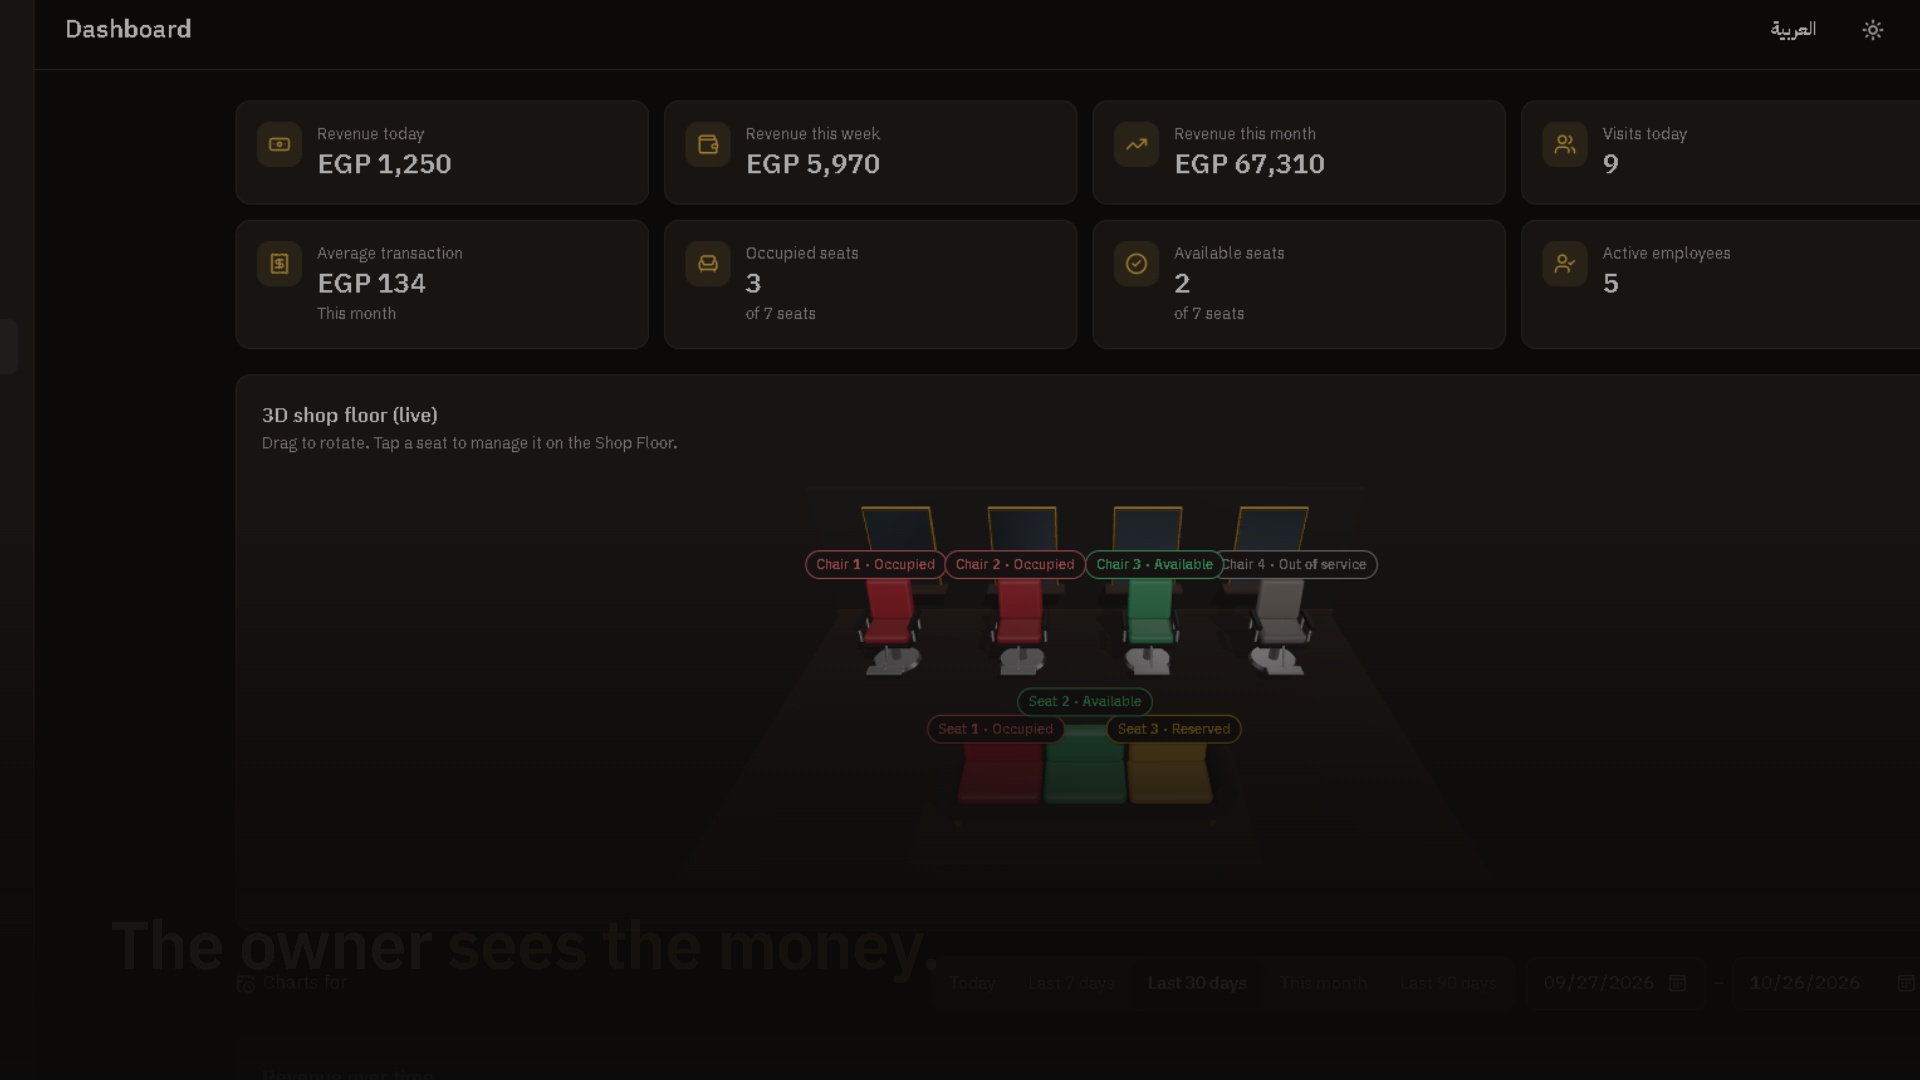 Dashboard
العربية
Revenue today
EGP 1,250
Revenue this week
EGP 5,970
Revenue this month
EGP 67,310
Visits today
9
Average transaction
EGP 134
This month
Occupied seats
3
of 7 seats
Available seats
2
of 7 seats
Active employees
5
3D shop floor (live)
Drag to rotate. Tap a seat to manage it on the Shop Floor.
Chair 1 · Occupied
Chair 2 · Occupied
Chair 3 · Available
Chair 4 · Out of service
Seat 2 · Available
Seat 1 · Occupied
Seat 3 · Reserved
The owner sees the money.
Charts for
Today
Last 7 days
Last 30 days
This month
Last 90 days
09/27/2026
–
10/26/2026
Revenue over time